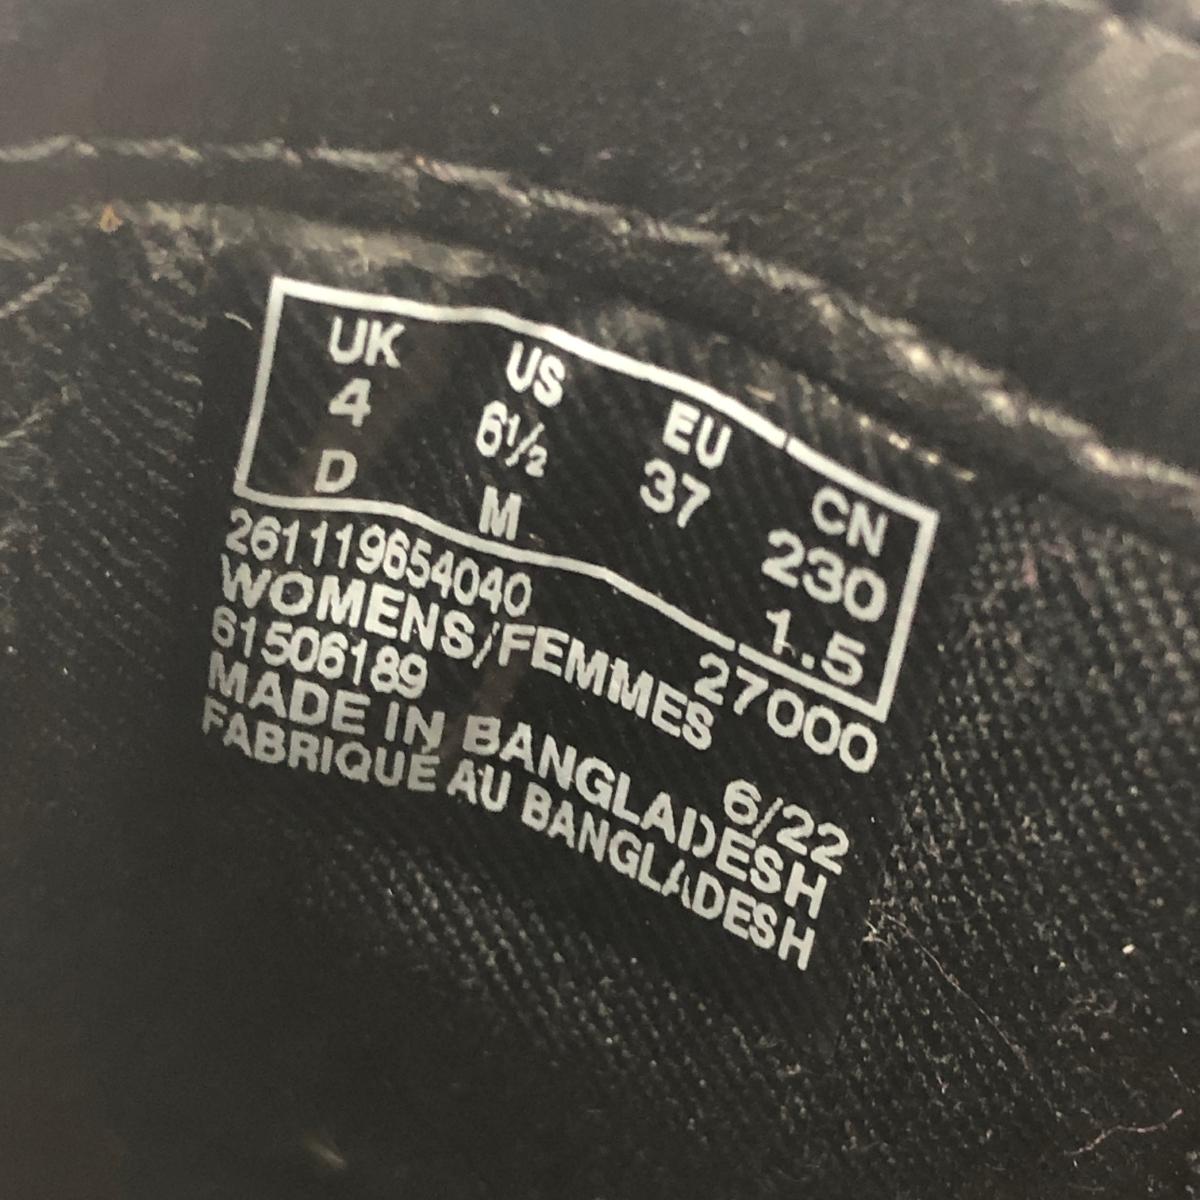 UK US EU CN
4 6½ 37 230
D M 1.5
261119654040 27000
WOMENS/FEMMES
61506189 6/22
MADE IN BANGLADESH
FABRIQUÉ AU BANGLADESH